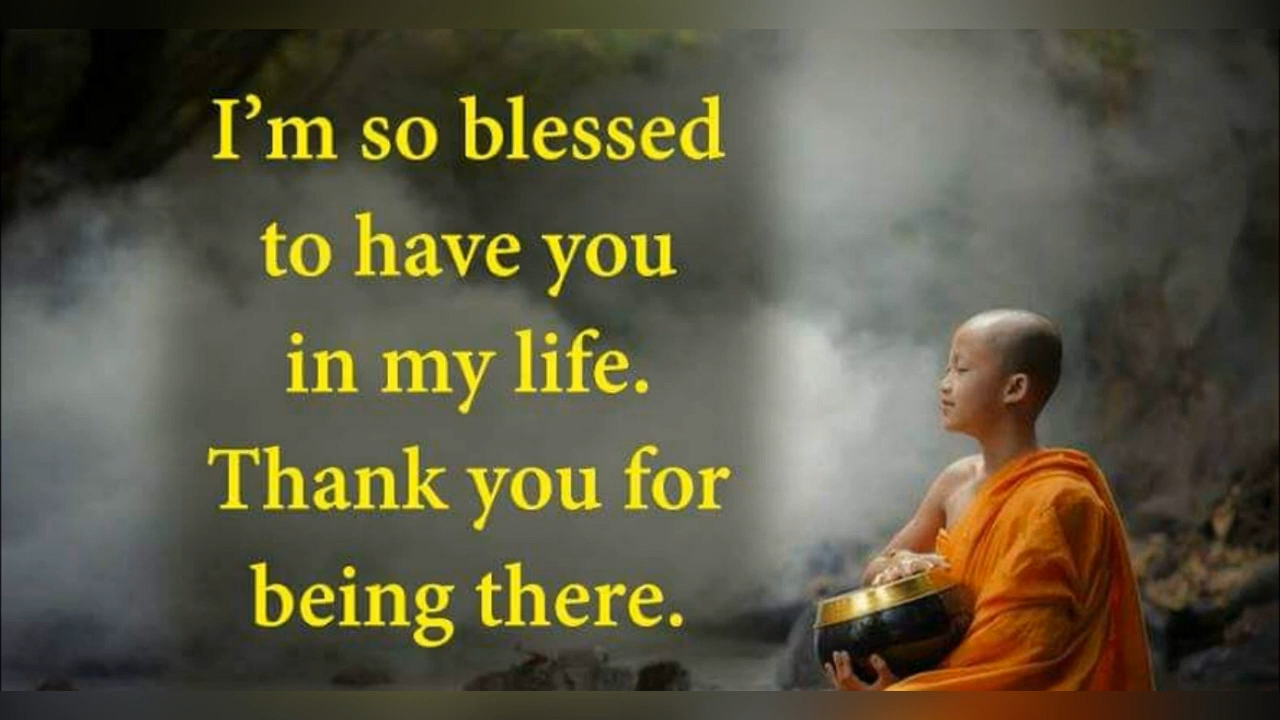 I’m so blessed
to have you
in my life.
Thank you for
being there.